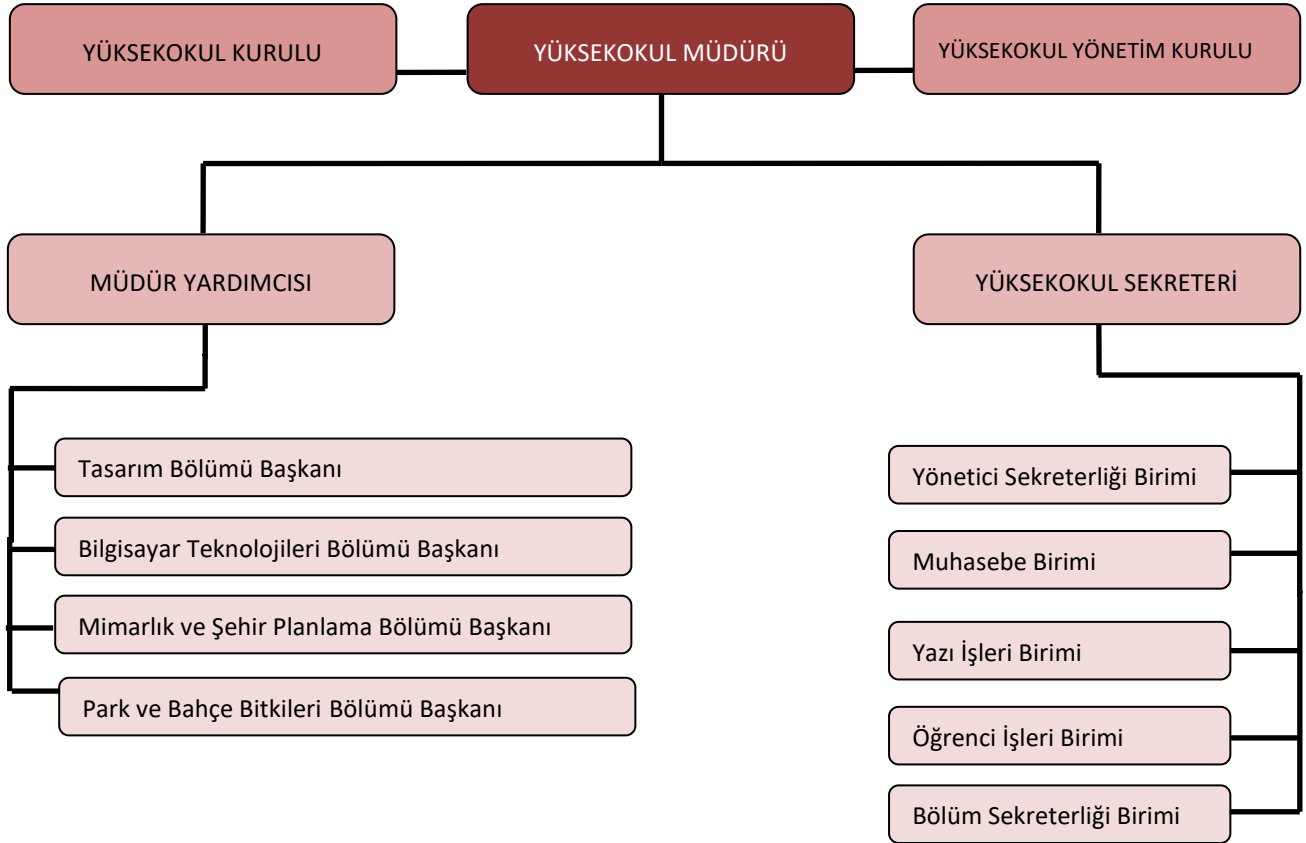 YÜKSEKOKUL KURULU
YÜKSEKOKUL MÜDÜRÜ
YÜKSEKOKUL YÖNETİM KURULU
MÜDÜR YARDIMCISI
YÜKSEKOKUL SEKRETERİ
Tasarım Bölümü Başkanı
Bilgisayar Teknolojileri Bölümü Başkanı
Mimarlık ve Şehir Planlama Bölümü Başkanı
Park ve Bahçe Bitkileri Bölümü Başkanı
Yönetici Sekreterliği Birimi
Muhasebe Birimi
Yazı İşleri Birimi
Öğrenci İşleri Birimi
Bölüm Sekreterliği Birimi